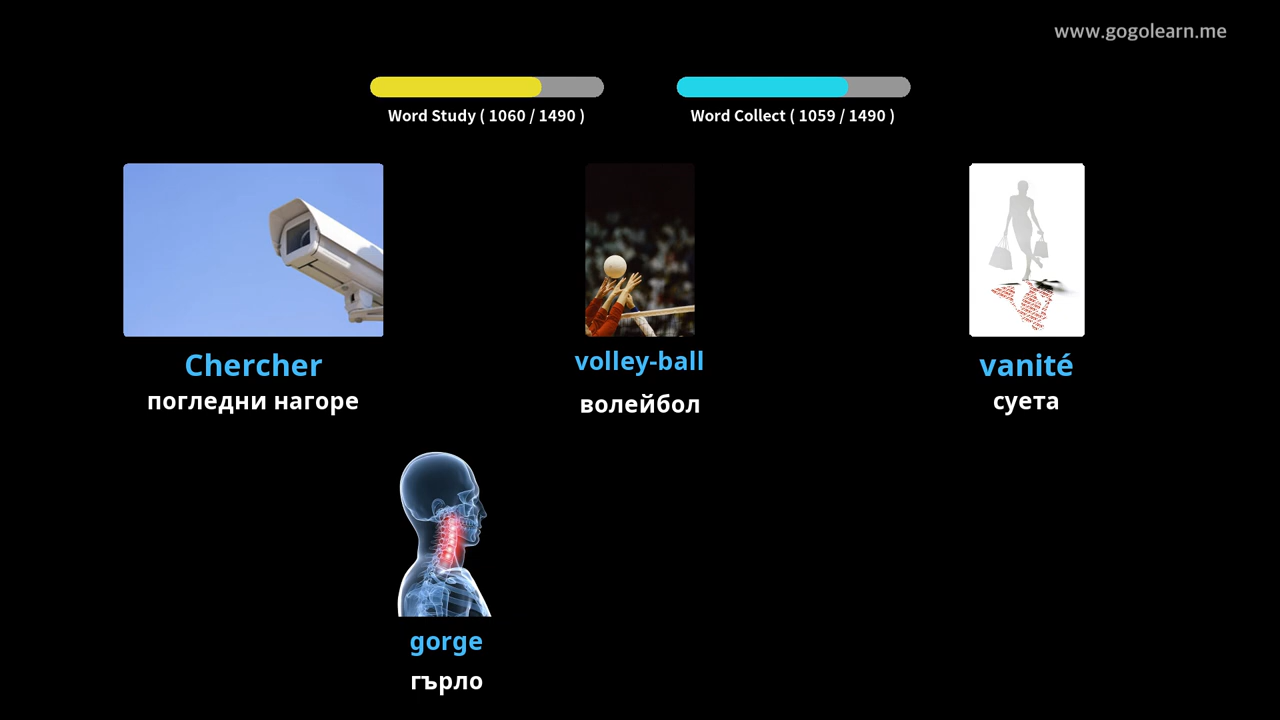 www.gogolearn.me
Word Study ( 1060 / 1490 )
Word Collect ( 1059 / 1490 )
Chercher
погледни нагоре
volley-ball
волейбол
vanité
суета
gorge
гърло